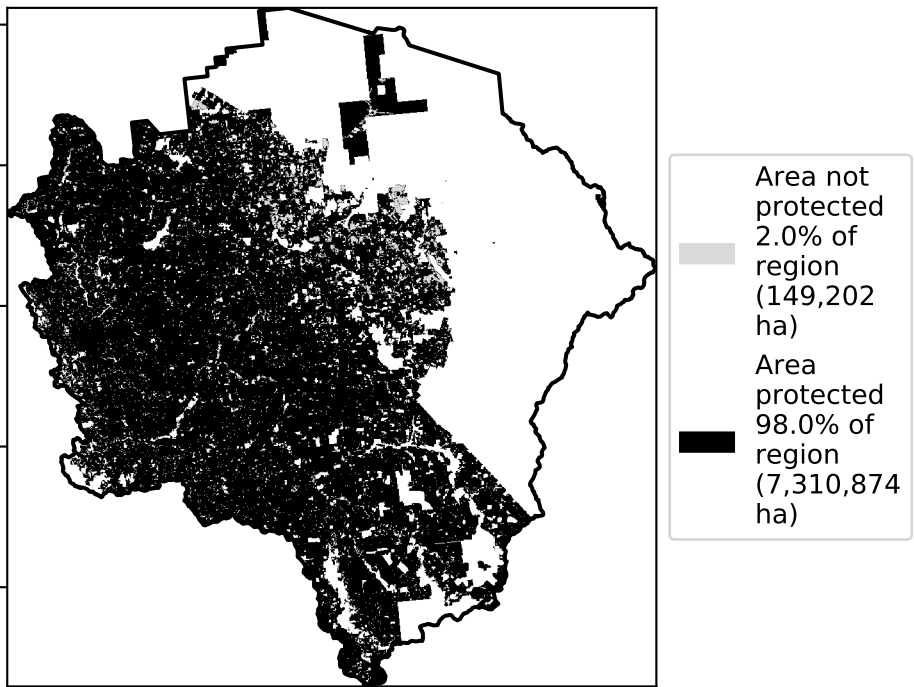 Area not
protected
2.0% of
region
(149,202
ha)
Area
protected
98.0% of
region
(7,310,874
ha)